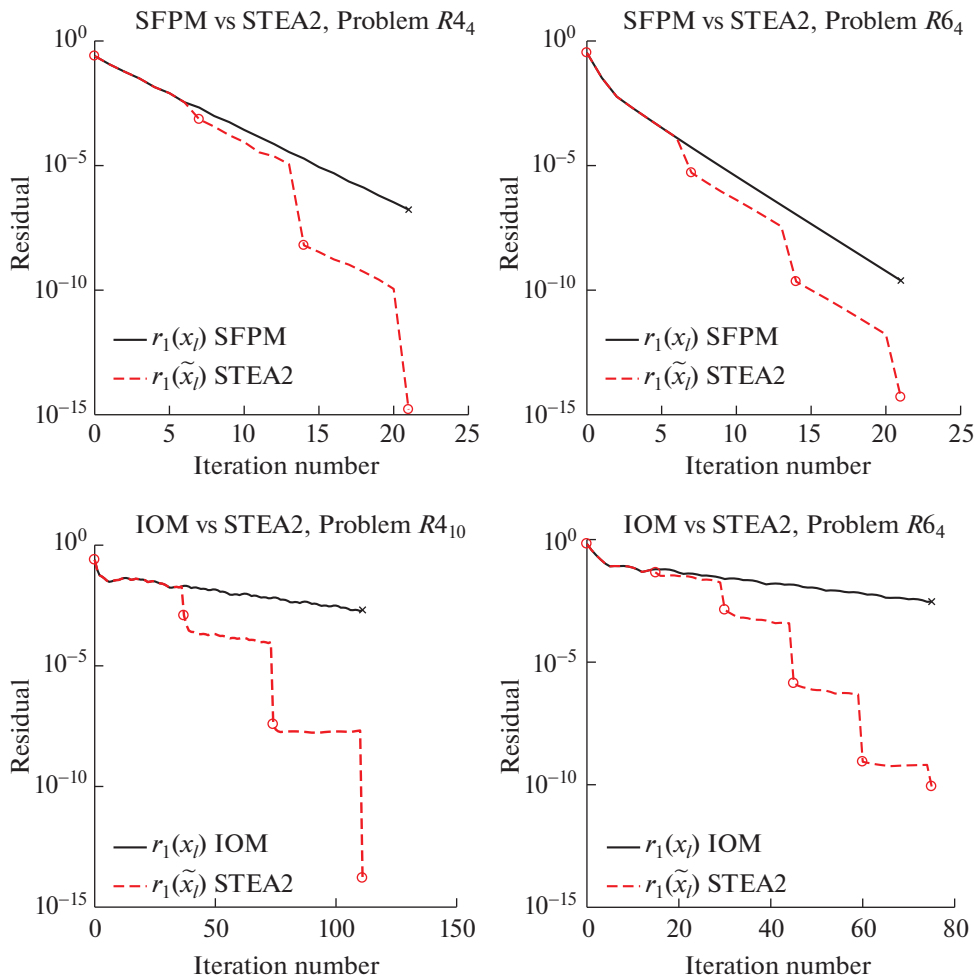 SFPM vs STEA2, Problem R4₄
10⁰
10⁻⁵
10⁻¹⁰
10⁻¹⁵
Residual
r₁(xₗ) SFPM
r₁(x̃ₗ) STEA2
0 5 10 15 20 25
Iteration number
SFPM vs STEA2, Problem R6₄
10⁰
10⁻⁵
10⁻¹⁰
10⁻¹⁵
Residual
r₁(xₗ) SFPM
r₁(x̃ₗ) STEA2
0 5 10 15 20 25
Iteration number
IOM vs STEA2, Problem R4₁₀
10⁰
10⁻⁵
10⁻¹⁰
10⁻¹⁵
Residual
r₁(xₗ) IOM
r₁(x̃ₗ) STEA2
0 50 100 150
Iteration number
IOM vs STEA2, Problem R6₄
10⁰
10⁻⁵
10⁻¹⁰
10⁻¹⁵
Residual
r₁(xₗ) IOM
r₁(x̃ₗ) STEA2
0 20 40 60 80
Iteration number